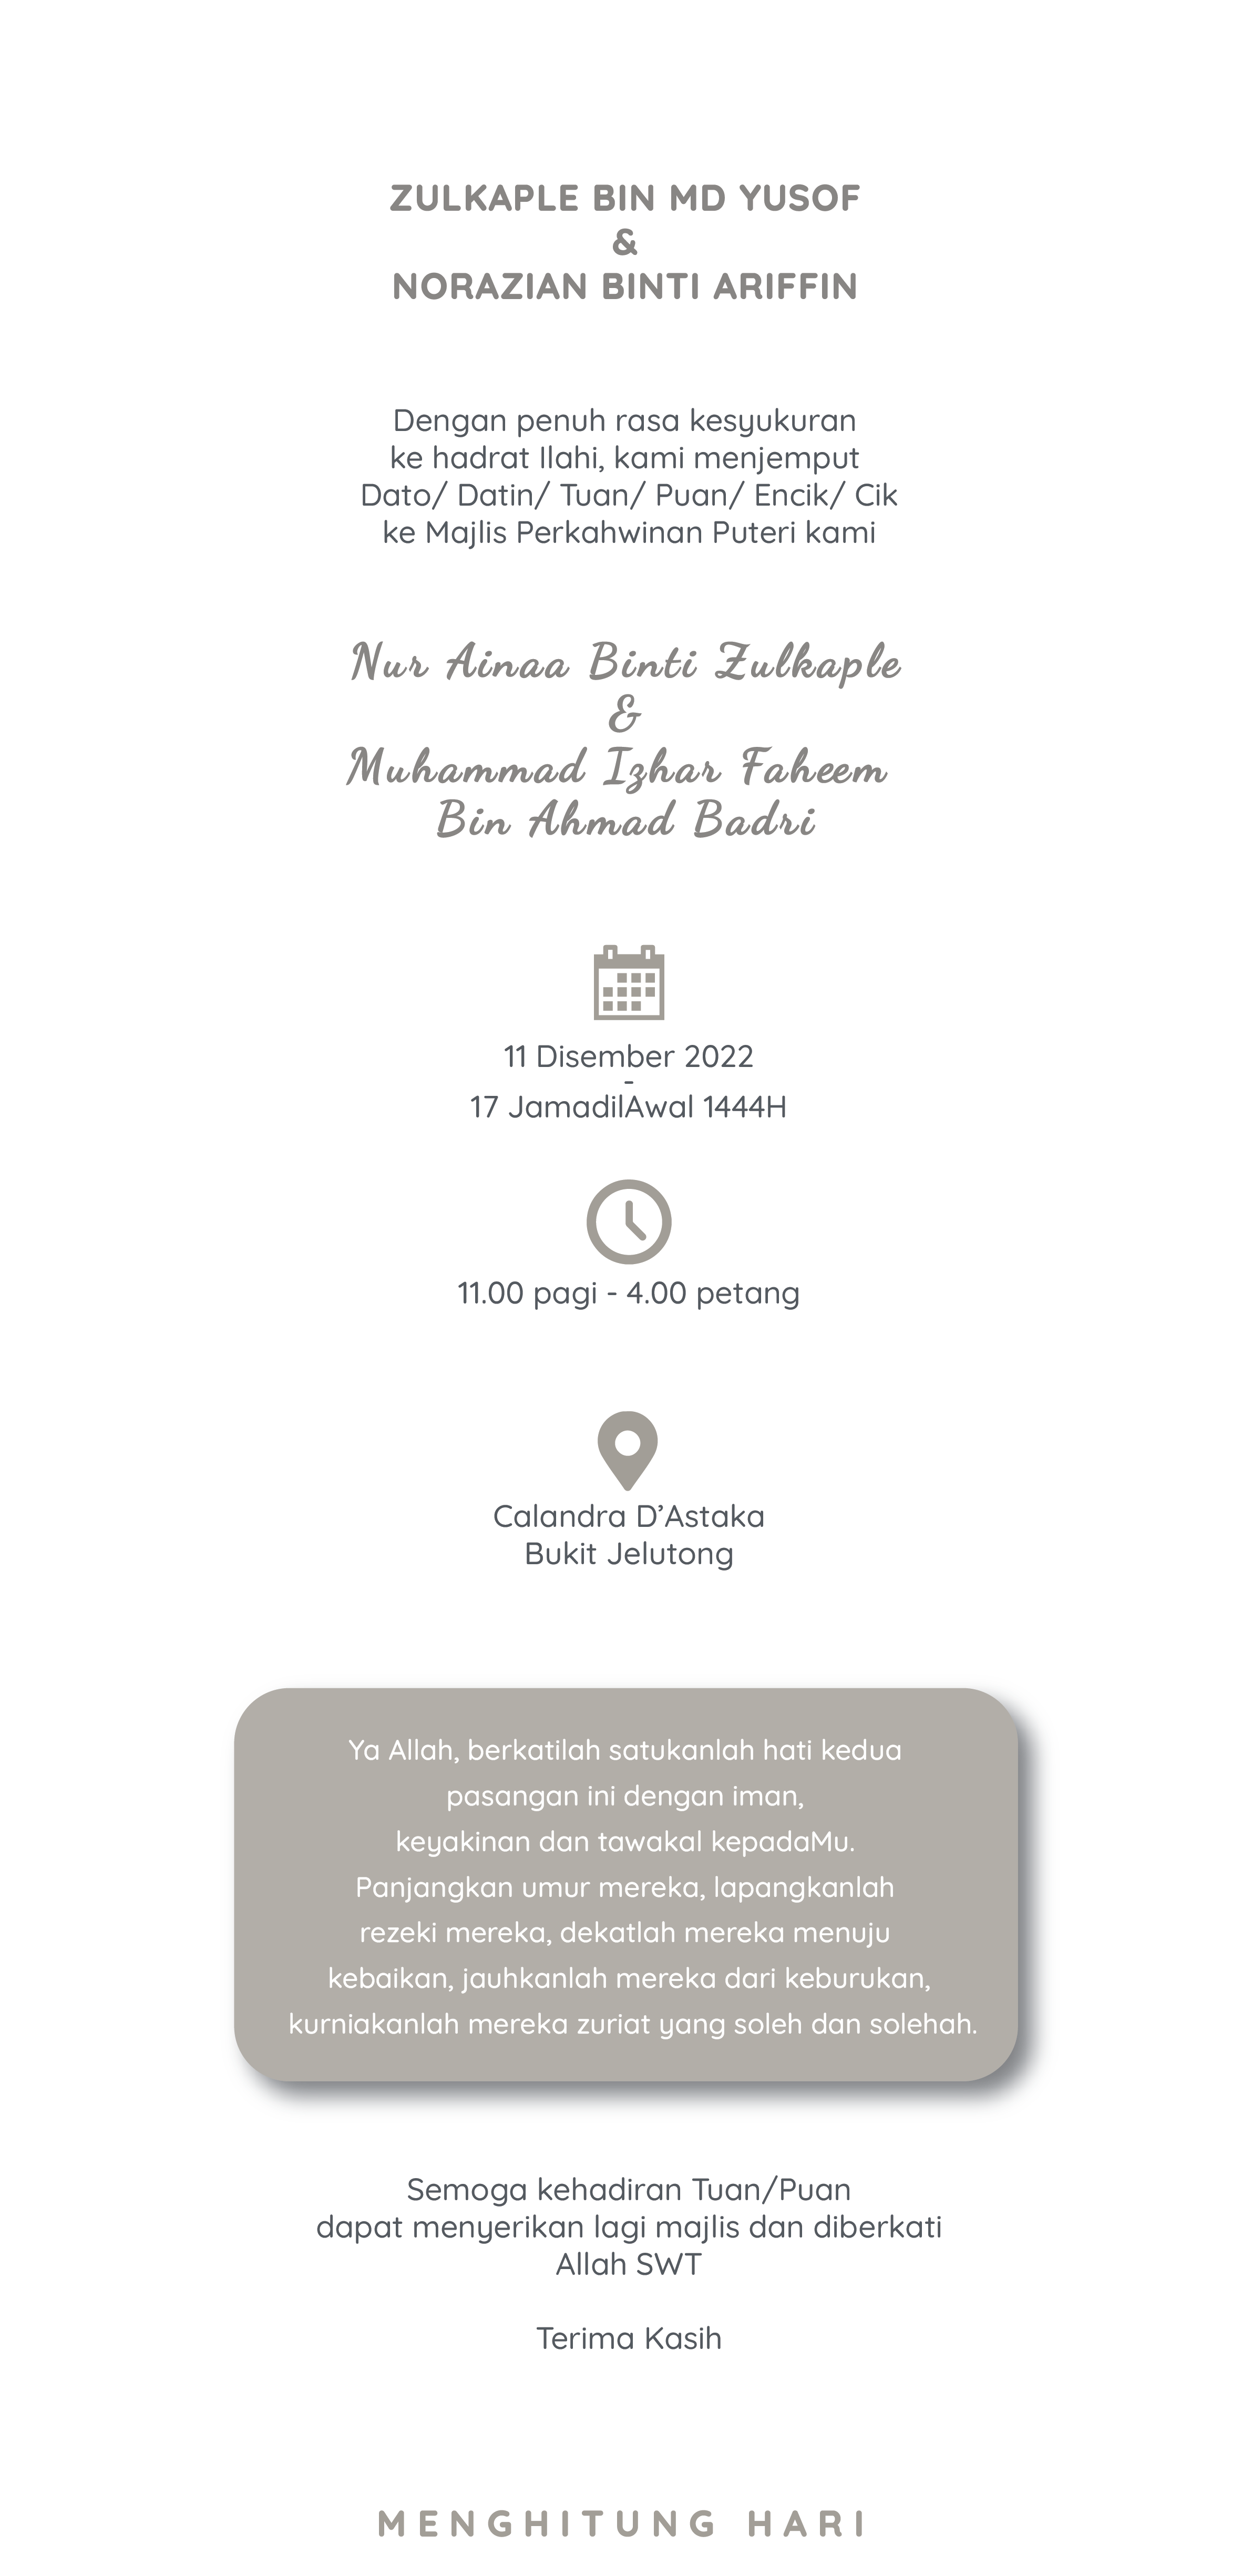 ZULKAPLE BIN MD YUSOF
&
NORAZIAN BINTI ARIFFIN
Dengan penuh rasa kesyukuran
ke hadrat Ilahi, kami menjemput
Dato/ Datin/ Tuan/ Puan/ Encik/ Cik
ke Majlis Perkahwinan Puteri kami
Nur Ainaa Binti Zulkaple
&
Muhammad Izhar Faheem
Bin Ahmad Badri
11 Disember 2022
-
17 JamadilAwal 1444H
11.00 pagi - 4.00 petang
Calandra D’Astaka
Bukit Jelutong
Ya Allah, berkatilah satukanlah hati kedua
pasangan ini dengan iman,
keyakinan dan tawakal kepadaMu.
Panjangkan umur mereka, lapangkanlah
rezeki mereka, dekatlah mereka menuju
kebaikan, jauhkanlah mereka dari keburukan,
kurniakanlah mereka zuriat yang soleh dan solehah.
Semoga kehadiran Tuan/Puan
dapat menyerikan lagi majlis dan diberkati
Allah SWT
Terima Kasih
MENGHITUNG HARI